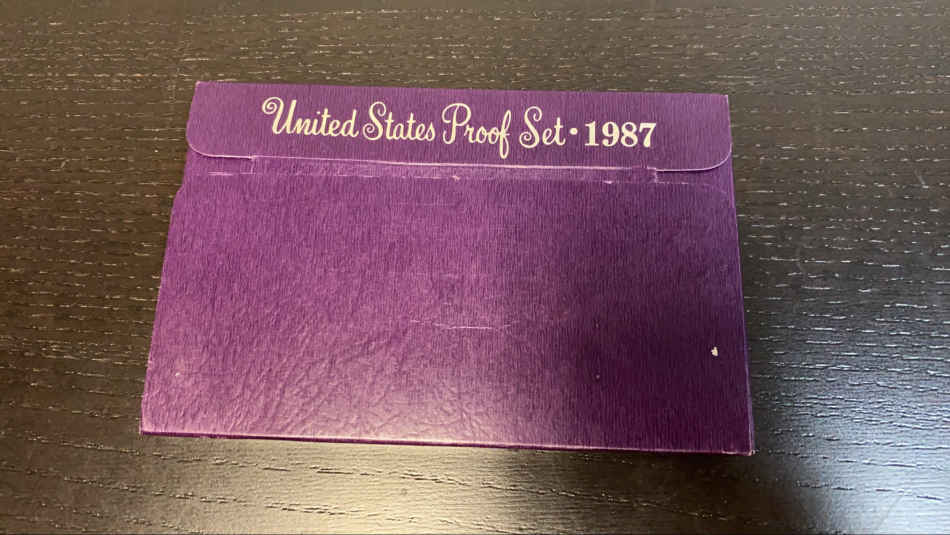 United States Proof Set • 1987